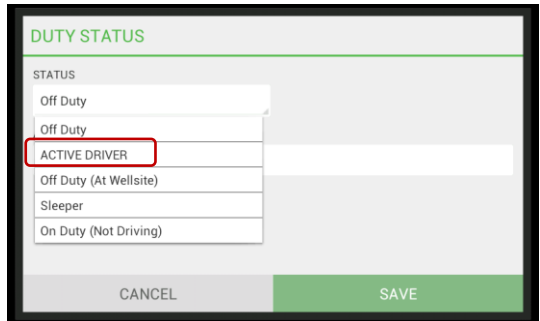 DUTY STATUS
STATUS
Off Duty
Off Duty
ACTIVE DRIVER
Off Duty (At Wellsite)
Sleeper
On Duty (Not Driving)
CANCEL SAVE